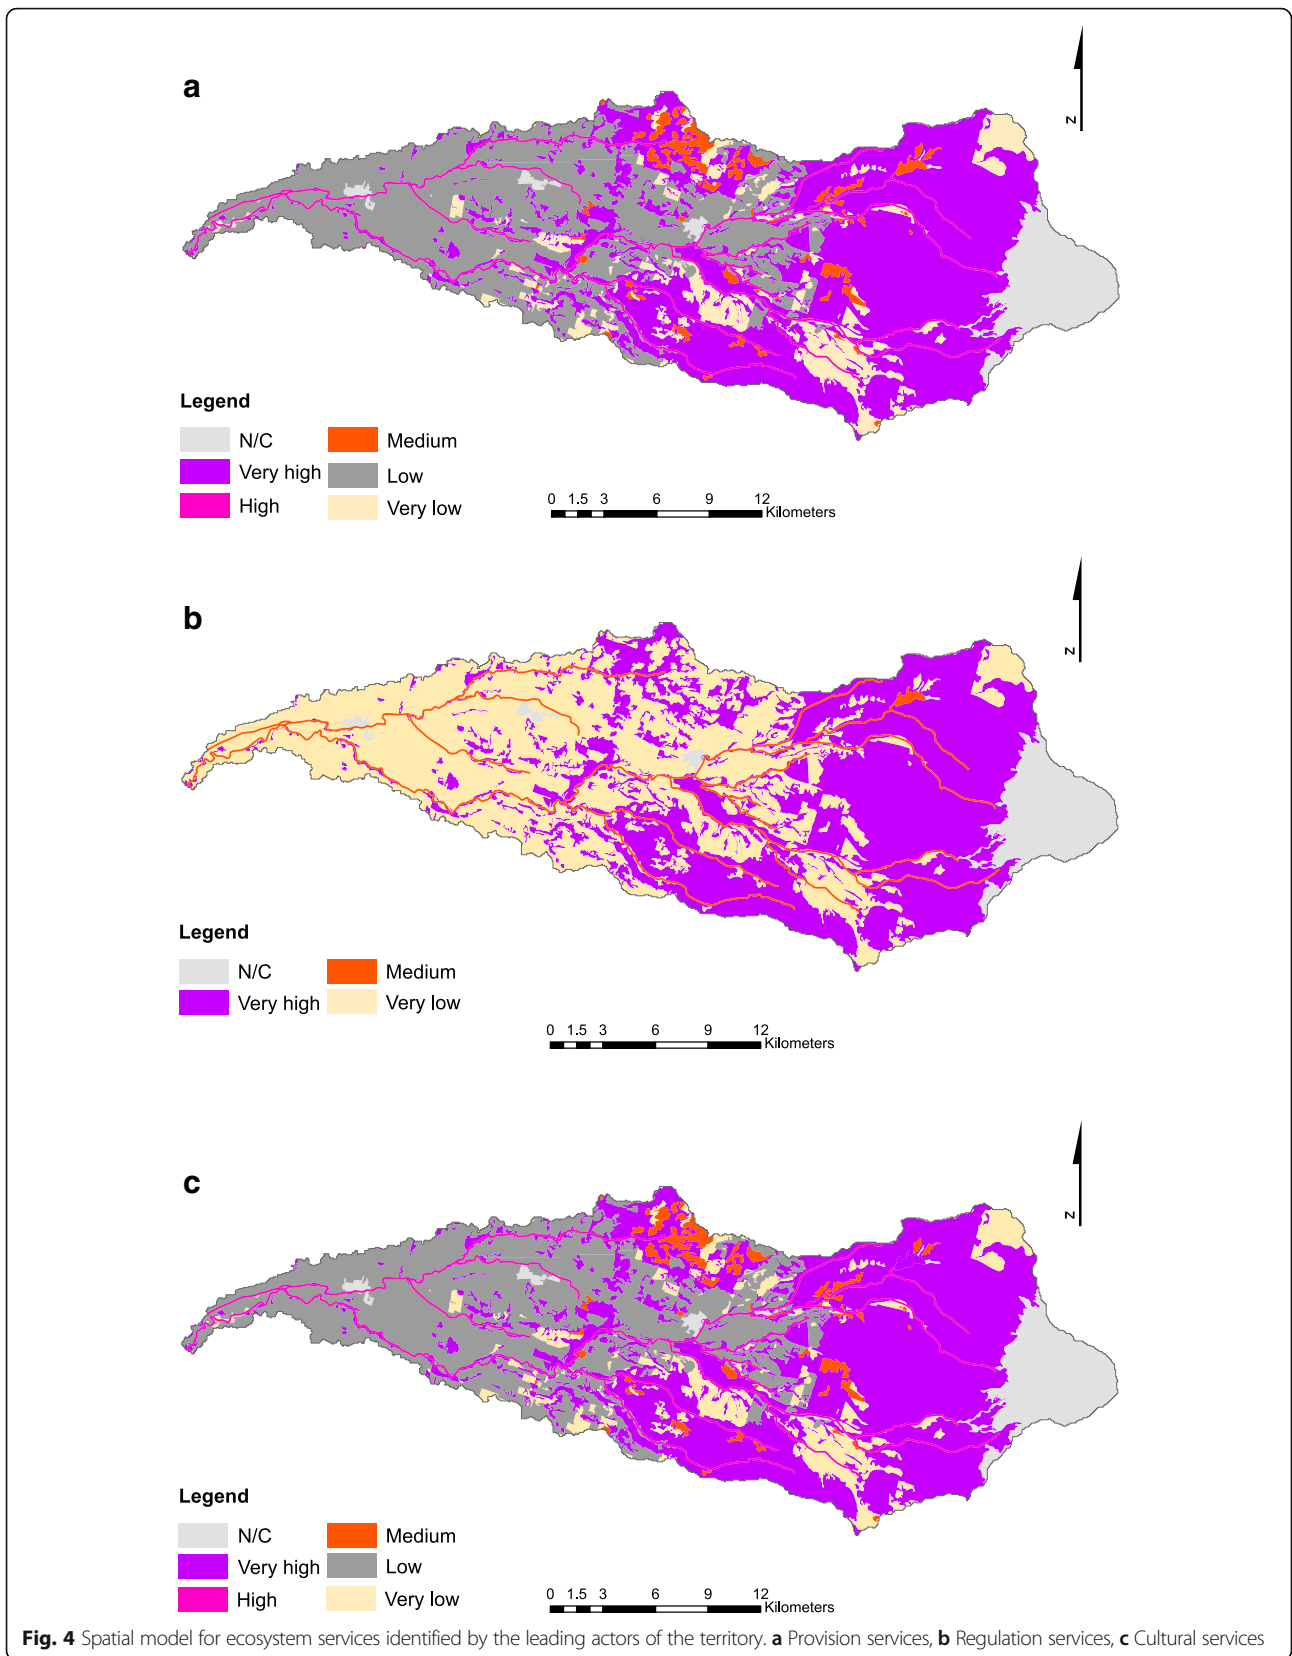 a
N
Legend
N/C
Medium
Very high
Low
High
Very low
0 1.5 3 6 9 12
Kilometers
b
N
Legend
N/C
Medium
Very high
Very low
0 1.5 3 6 9 12
Kilometers
c
N
Legend
N/C
Medium
Very high
Low
High
Very low
0 1.5 3 6 9 12
Kilometers
Fig. 4 Spatial model for ecosystem services identified by the leading actors of the territory. a Provision services, b Regulation services, c Cultural services